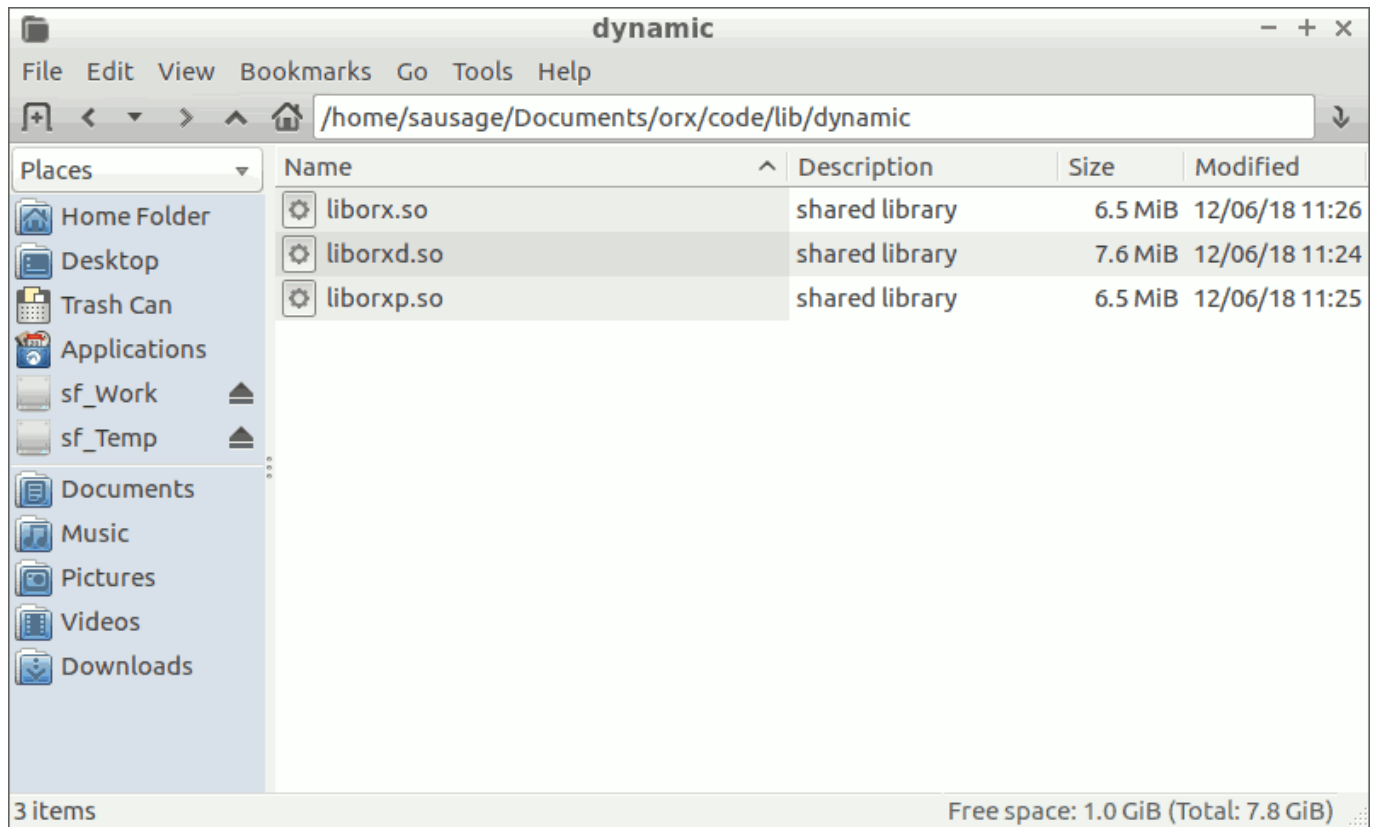 dynamic
File Edit View Bookmarks Go Tools Help
/home/sausage/Documents/orx/code/lib/dynamic
Places
Name Description Size Modified
Home Folder
liborx.so shared library 6.5 MiB 12/06/18 11:26
Desktop
liborxd.so shared library 7.6 MiB 12/06/18 11:24
Trash Can
liborxp.so shared library 6.5 MiB 12/06/18 11:25
Applications
sf_Work
sf_Temp
Documents
Music
Pictures
Videos
Downloads
3 items
Free space: 1.0 GiB (Total: 7.8 GiB)